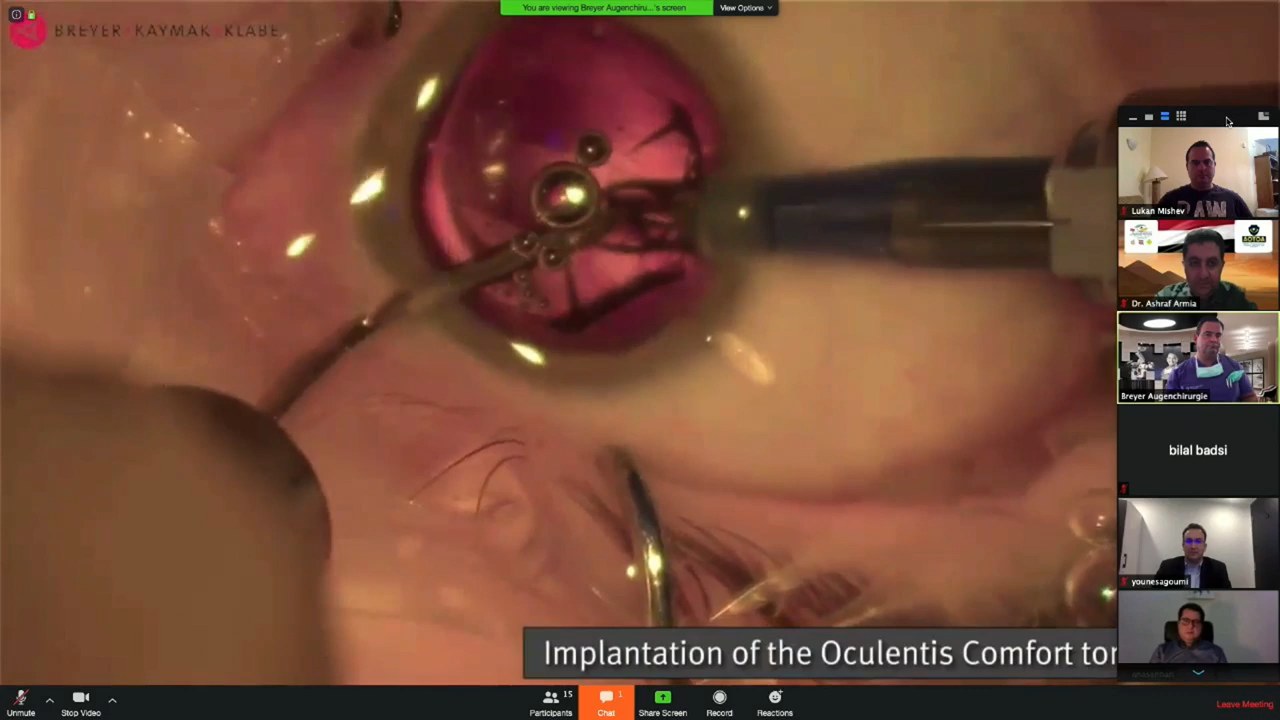 You are viewing Breyer Augenchiru...'s screen
View Options
BREYER KAYMAK KLABE
RAW
Lukan Mishev
Dr. Ashraf Armia
Breyer Augenchirurgie
bilal badsi
younesagoumi
Implantation of the Oculentis Comfort tor
Unmute
Stop Video
15
Participants
1
Chat
Share Screen
Record
Reactions
Leave Meeting